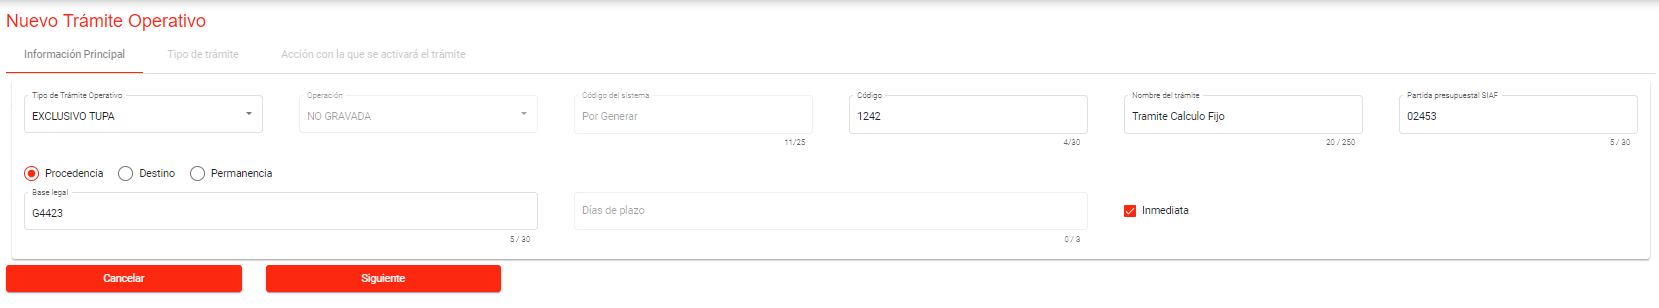 Nuevo Trámite Operativo
Información Principal Tipo de trámite Acción con la que se activará el trámite
Tipo de Trámite Operativo Operación Código del sistema Código Nombre del trámite Partida presupuestal SIAF
EXCLUSIVO TUPA NO GRAVADA Por Generar 1242 Tramite Calculo Fijo 02453
11/25 4/30 20 / 250 5 / 30
Procedencia Destino Permanencia
Base legal
G4423 Días de plazo Inmediata
5 / 30 0 / 3
Cancelar Siguiente